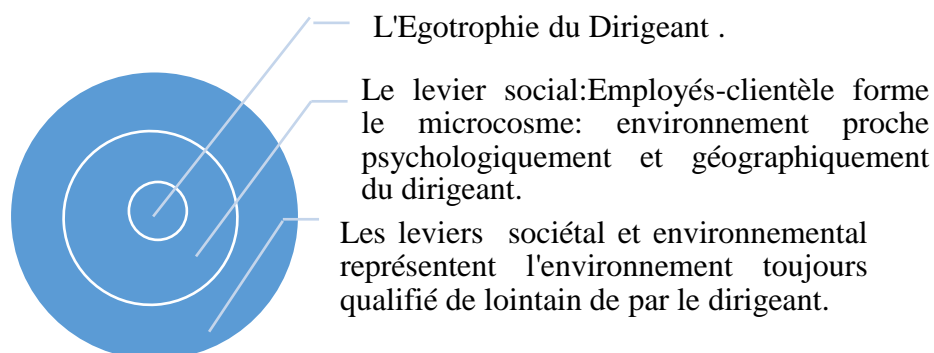 L'Egotrophie du Dirigeant .
Le levier social:Employés-clientèle forme
le microcosme: environnement proche
psychologiquement et géographiquement
du dirigeant.
Les leviers sociétal et environnemental
représentent l'environnement toujours
qualifié de lointain de par le dirigeant.